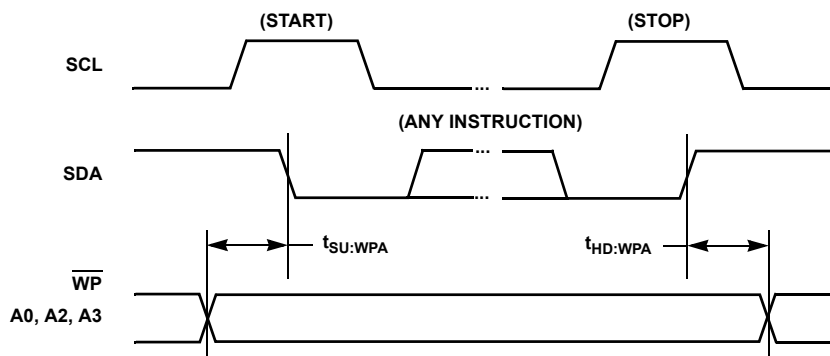 (START)
(STOP)
SCL
...
(ANY INSTRUCTION)
SDA
...
tSU:WPA
tHD:WPA
WP
A0, A2, A3